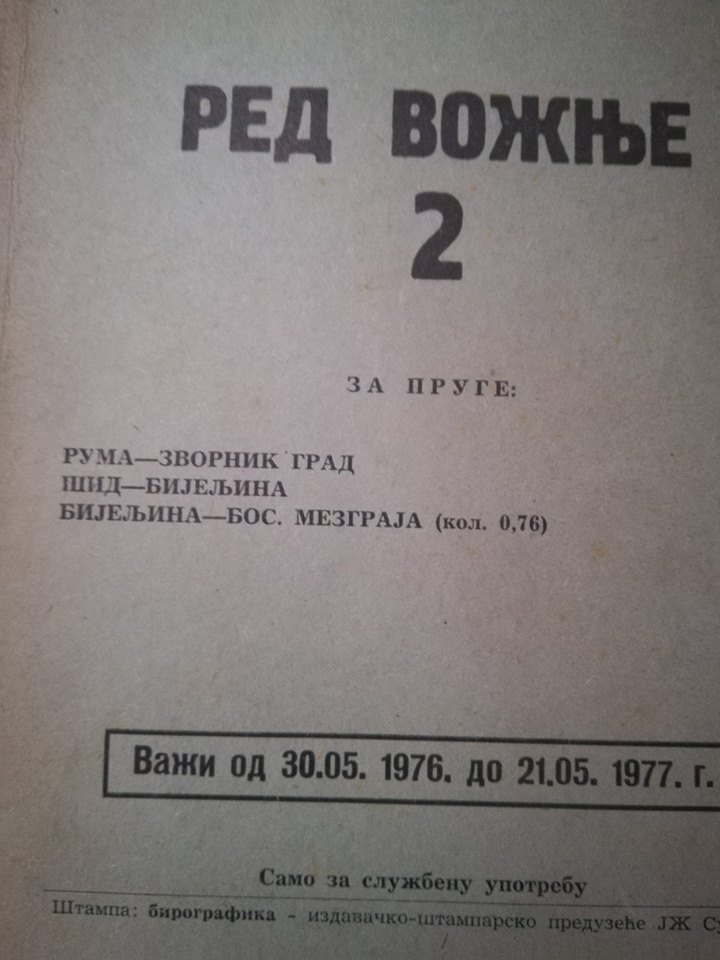 РЕД ВОЖЊЕ
2
ЗА ПРУГЕ:
РУМА—ЗВОРНИК ГРАД
ШИД—БИЈЕЉИНА
БИЈЕЉИНА—БОС. МЕЗГРАЈА (кол. 0,76)
Важи од 30.05. 1976. до 21.05. 1977. г.
Само за службену употребу
Штампа: бирографика - издавачко-штампарско предузеће ЈЖ